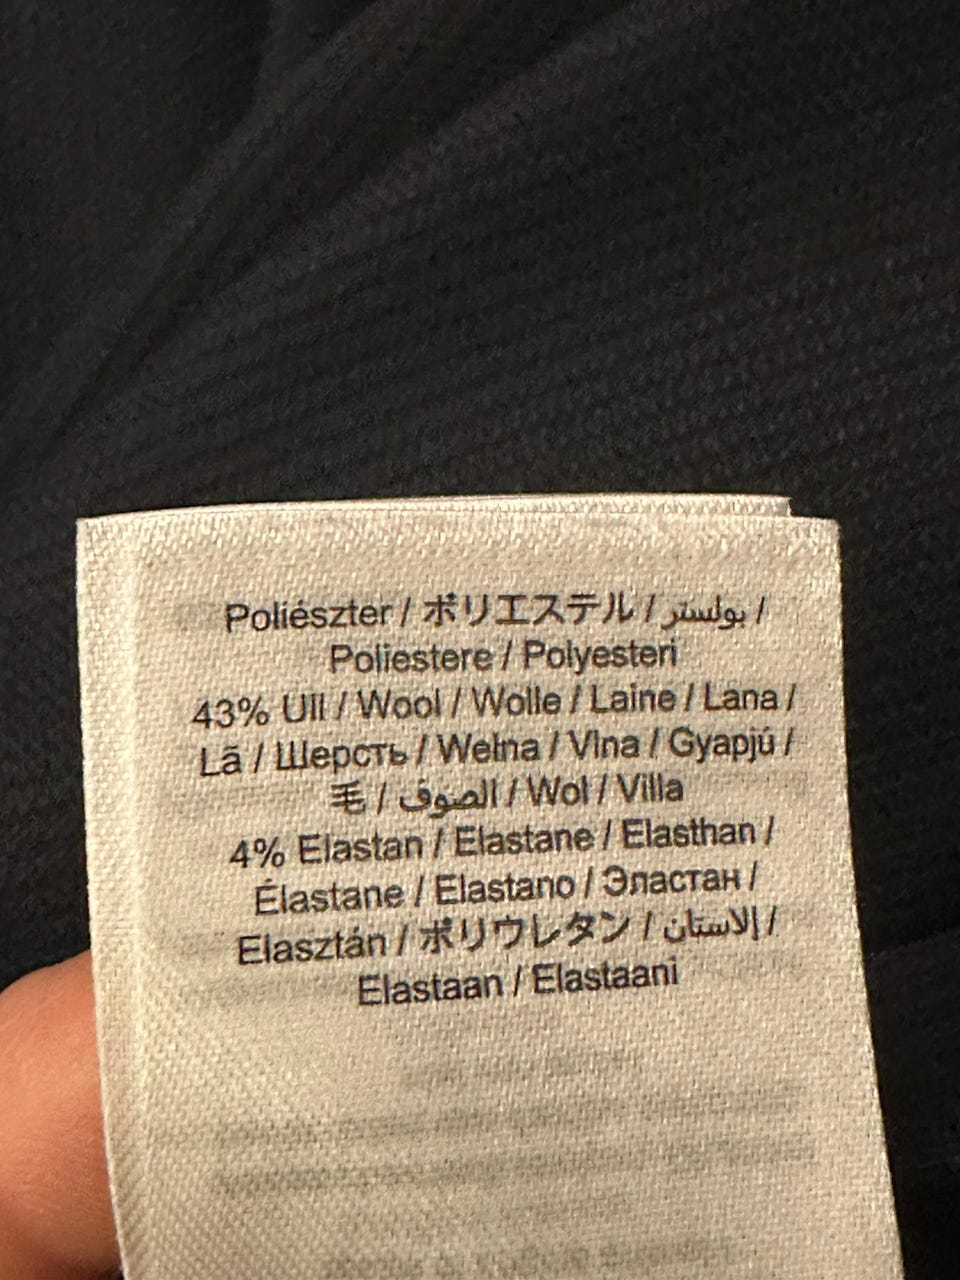 Poliészter / ポリエステル / بولستر /
Poliestere / Polyesteri
43% Ull / Wool / Wolle / Laine / Lana /
Lã / Шерсть / Wełna / Vlna / Gyapjú /
毛 / الصوف / Wol / Villa
4% Elastan / Elastane / Elasthan /
Élastane / Elastano / Эластан /
Elasztán / ポリウレタン / إلاستان /
Elastaan / Elastaani